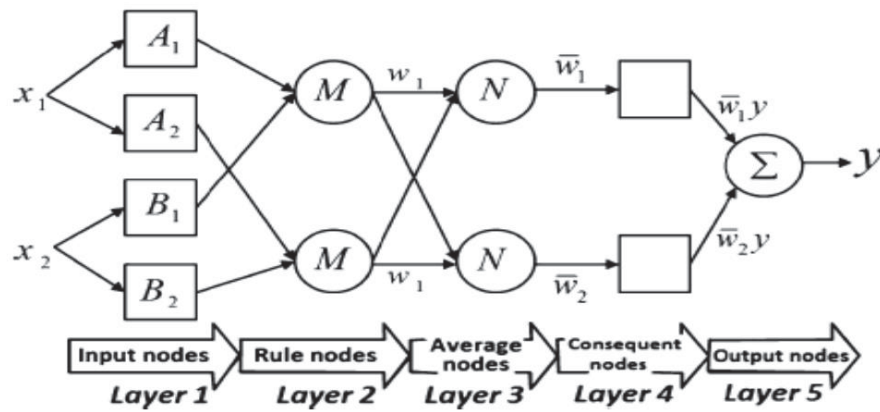 A₁
x₁
A₂
B₁
x₂
B₂
M
M
w₁
w₁
N
N
w̅₁
w̅₂
w̅₁y
w̅₂y
Σ
y
Input nodes
Rule nodes
Average
nodes
Consequent
nodes
Output nodes
Layer 1
Layer 2
Layer 3
Layer 4
Layer 5